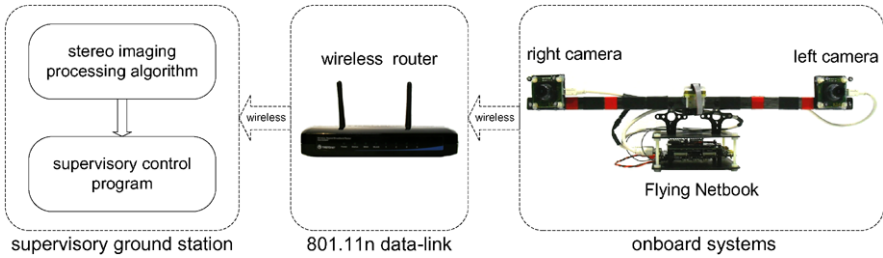 stereo imaging
processing algorithm
supervisory control
program
supervisory ground station
wireless
wireless router
801.11n data-link
wireless
right camera
left camera
Flying Netbook
onboard systems